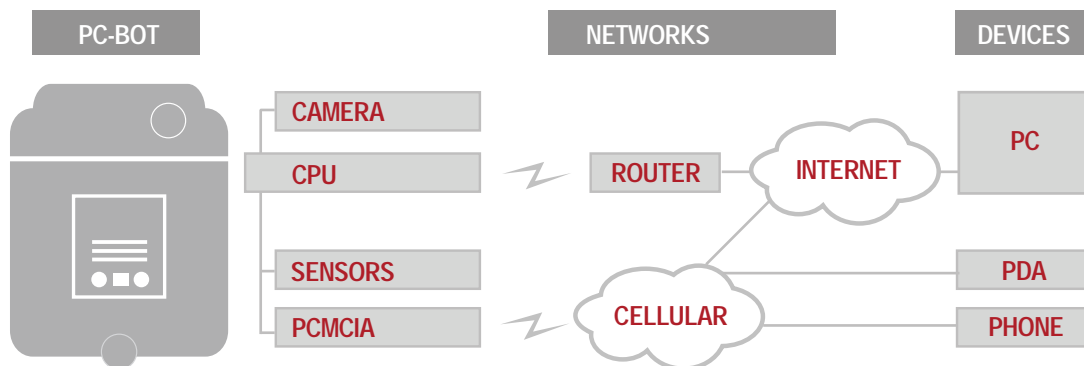 PC-BOT
NETWORKS
DEVICES
CAMERA
CPU
ROUTER
INTERNET
PC
SENSORS
PDA
PCMCIA
CELLULAR
PHONE